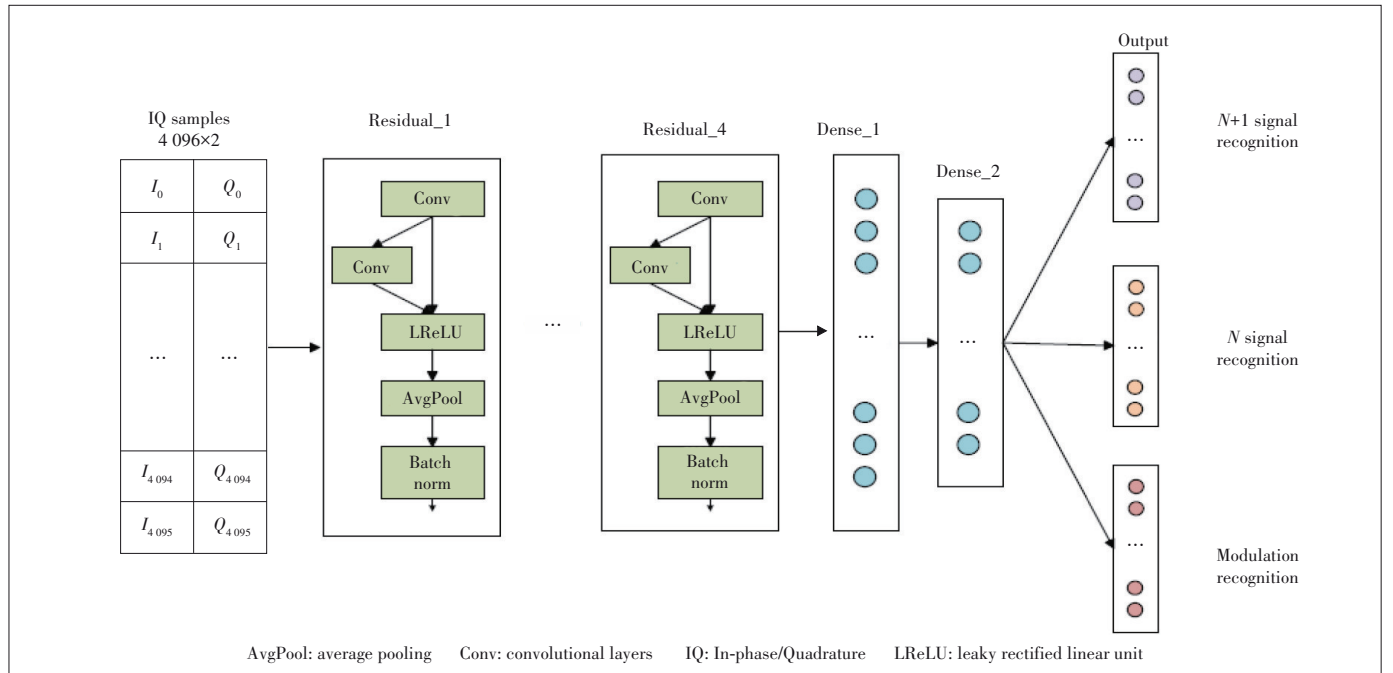 IQ samples
4 096×2
I0 Q0
I1 Q1
... ...
I4 094 Q4 094
I4 095 Q4 095
Residual_1
Conv
Conv
LReLU
AvgPool
Batch
norm
...
Residual_4
Conv
Conv
LReLU
AvgPool
Batch
norm
Dense_1
...
Dense_2
...
Output
...
N+1 signal
recognition
...
N signal
recognition
...
Modulation
recognition
AvgPool: average pooling Conv: convolutional layers IQ: In-phase/Quadrature LReLU: leaky rectified linear unit